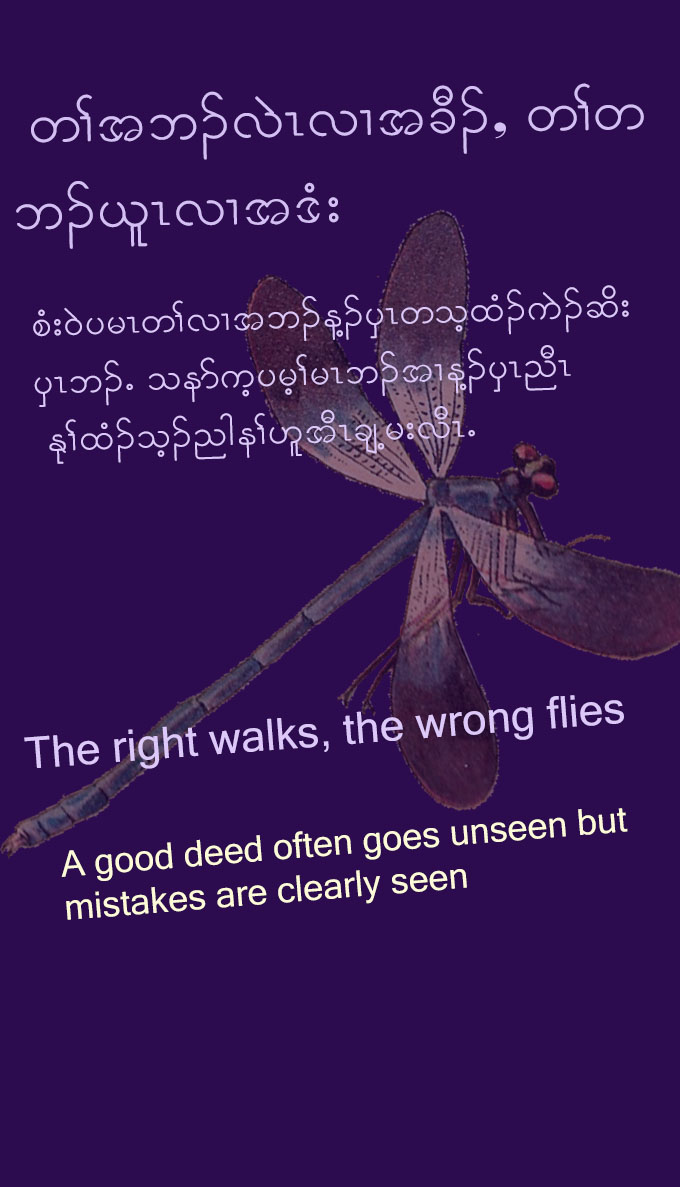 တၢ်အဘၣ်လဲၤလၢအခီၣ်, တၢ်တ
ဘၣ်ယူၤလၢအဒံး
စံးဝဲပမၤတၢ်လၢအဘၣ်န့ၣ်ပှၤတသ့ထံၣ်ကဲၣ်ဆိး
ပှၤဘၣ်. သနာ်က့ပမ့ၢ်မၤဘၣ်အၢန့ၣ်ပှၤညီၤ
နုၢ်ထံၣ်သ့ၣ်ညါနၢ်ဟူအီၤချ့မးလီၤ.
The right walks, the wrong flies
A good deed often goes unseen but
mistakes are clearly seen